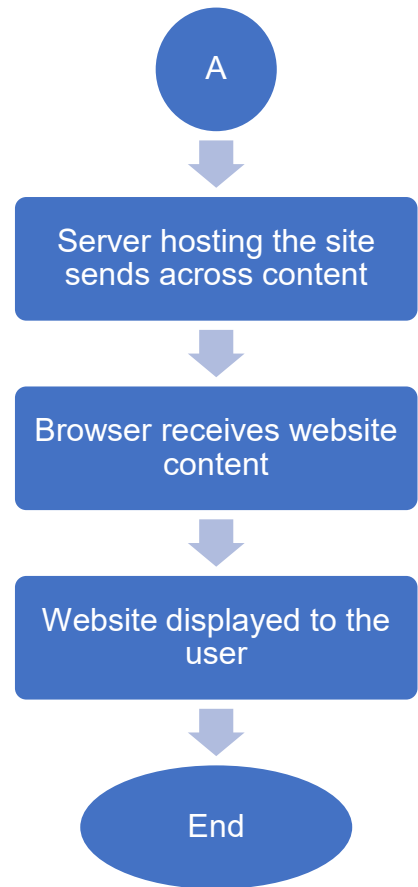 A
Server hosting the site
sends across content
Browser receives website
content
Website displayed to the
user
End